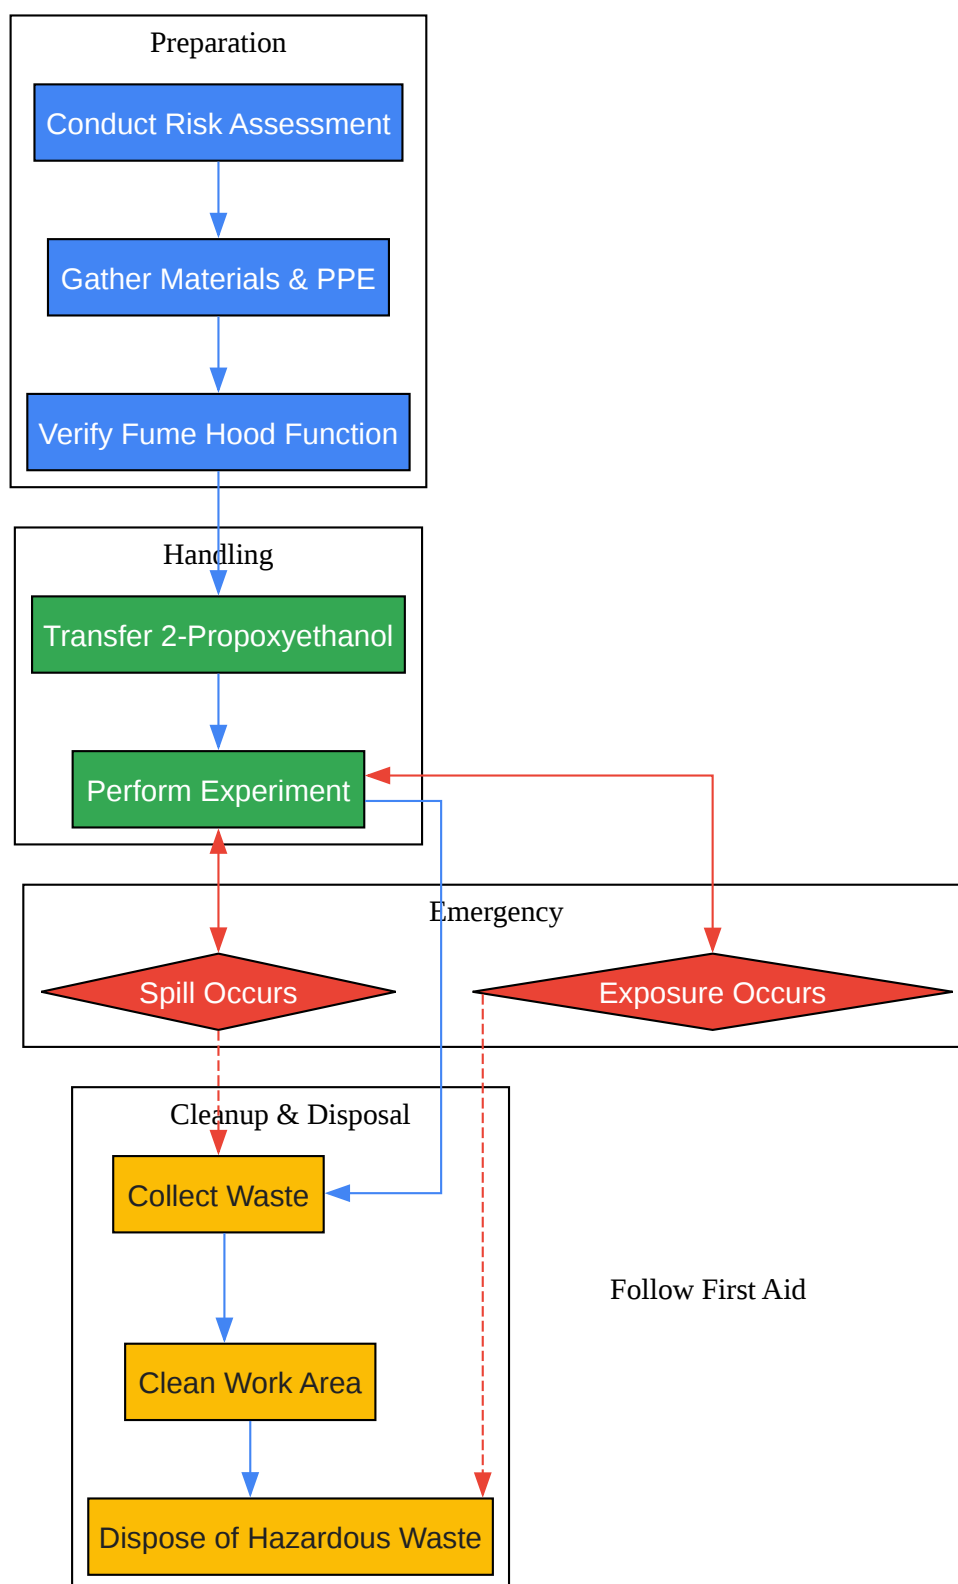 Preparation
Conduct Risk Assessment
Gather Materials & PPE
Verify Fume Hood Function
Handling
Transfer 2-Propoxyethanol
Perform Experiment
Emergency
Spill Occurs
Exposure Occurs
Cleanup & Disposal
Collect Waste
Follow First Aid
Clean Work Area
Dispose of Hazardous Waste